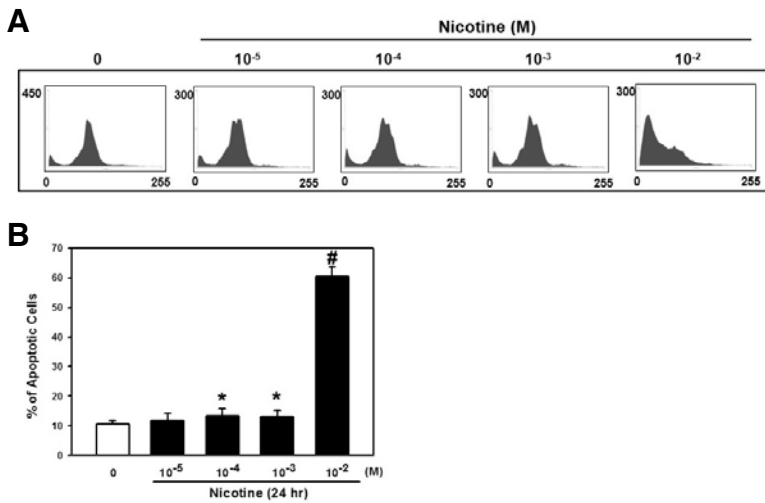 A
Nicotine (M)
0 10-5 10-4 10-3 10-2
450 300 300 300 300
0 255 0 255 0 255 0 255 0 255
B
70
#
60
50
40
30
20
* *
10
0
% of Apoptotic Cells
0 10-5 10-4 10-3 10-2 (M)
Nicotine (24 hr)